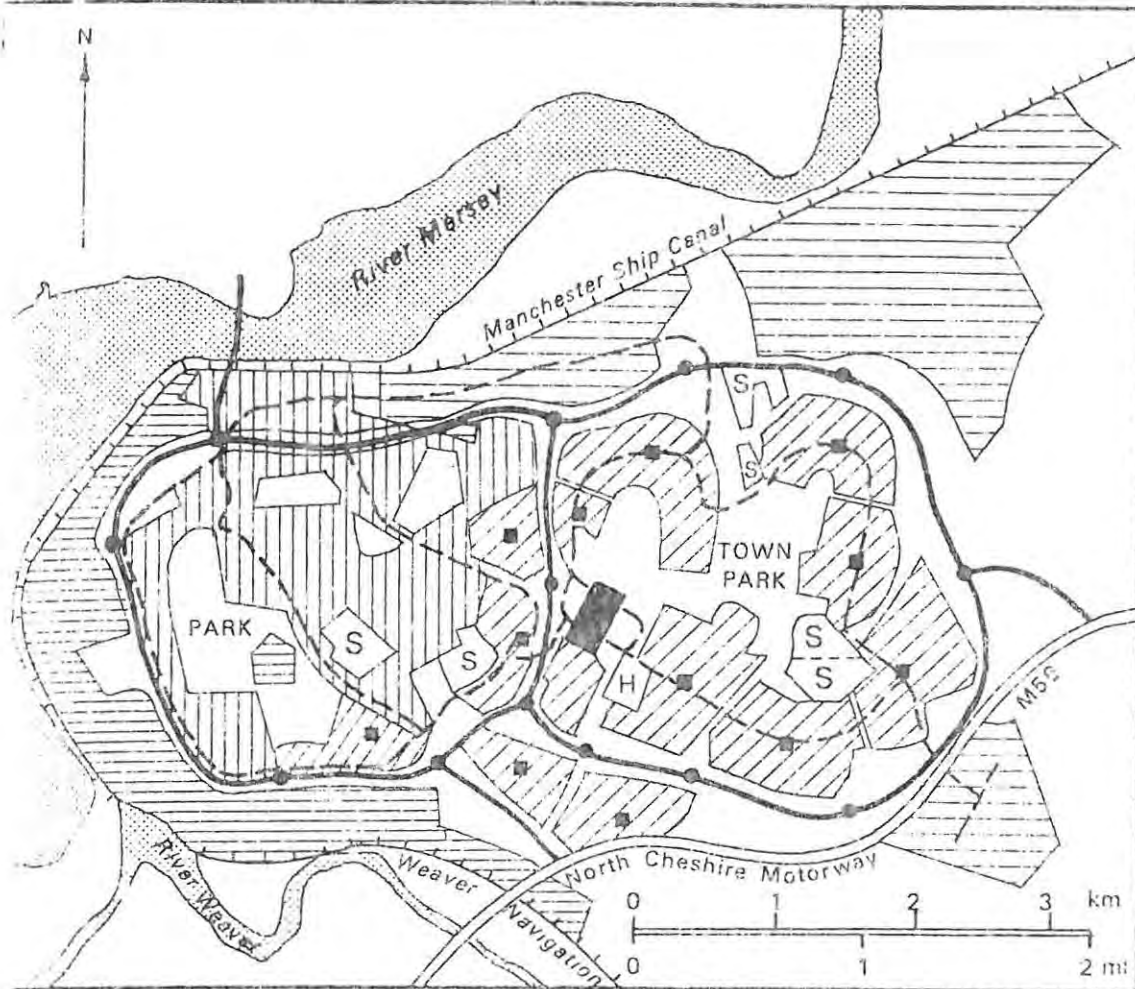 N
River Mersey
Manchester Ship Canal
S
S
TOWN
PARK
PARK
S
S
S
S
H
M56
River Weaver
Weaver
Navigation
North Cheshire Motorway
0 1 2 3 km
0 1 2 mi